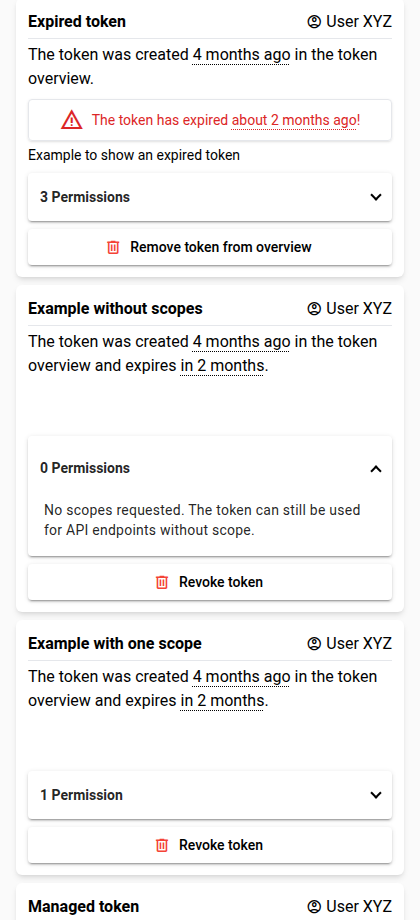 Expired token User XYZ
The token was created 4 months ago in the token
overview.
The token has expired about 2 months ago!
Example to show an expired token
3 Permissions
Remove token from overview
Example without scopes User XYZ
The token was created 4 months ago in the token
overview and expires in 2 months.
0 Permissions
No scopes requested. The token can still be used
for API endpoints without scope.
Revoke token
Example with one scope User XYZ
The token was created 4 months ago in the token
overview and expires in 2 months.
1 Permission
Revoke token
Managed token User XYZ